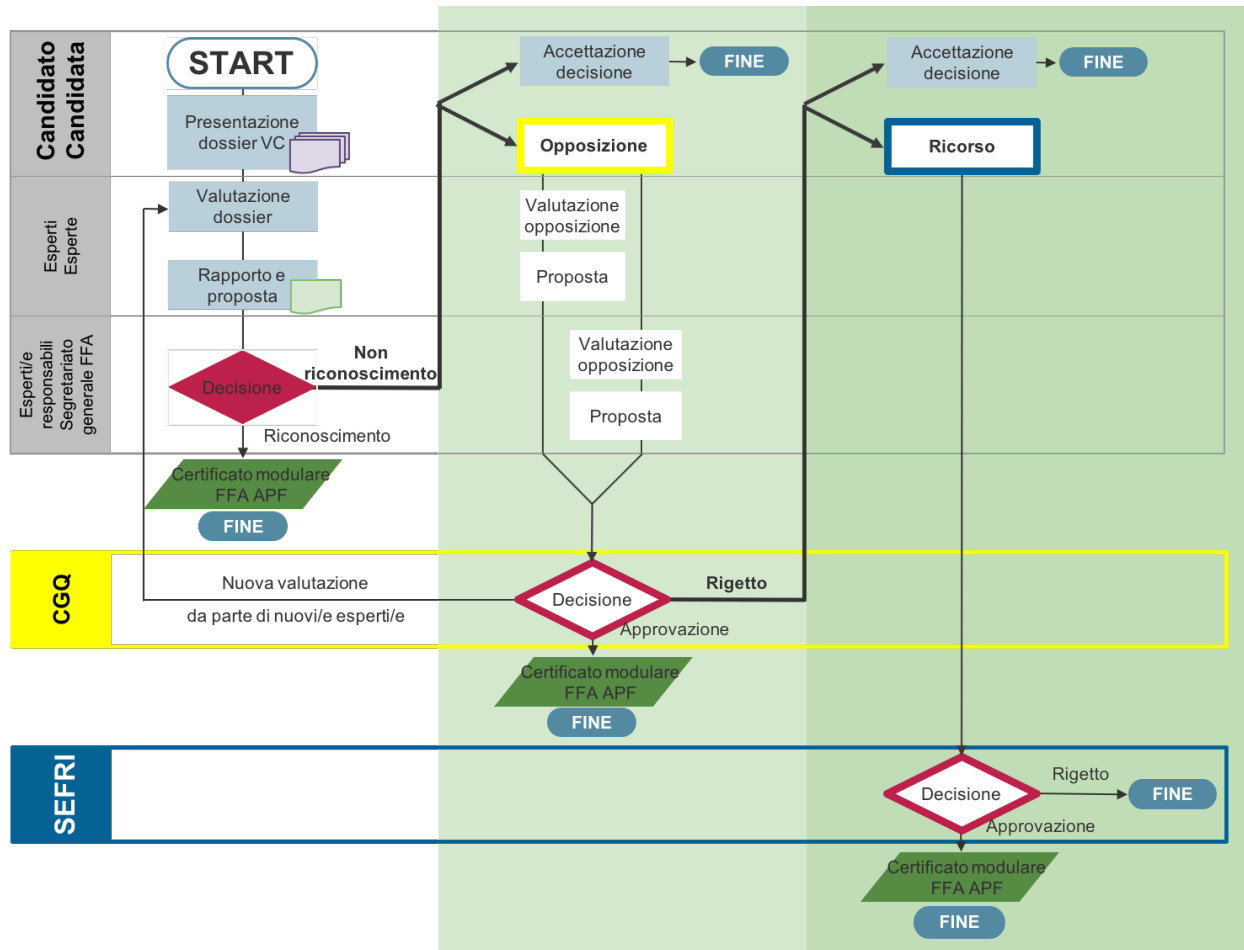 Candidato
Candidata
START
Presentazione
dossier VC
Accettazione
decisione
FINE
Opposizione
Accettazione
decisione
FINE
Ricorso
Esperti
Esperte
Valutazione
dossier
Rapporto e
proposta
Valutazione
opposizione
Proposta
Esperti/e
responsabili
Segretariato
generale FFA
Decisione
Non
riconoscimento
Riconoscimento
Valutazione
opposizione
Proposta
Certificato modulare
FFA APF
FINE
CGQ
Nuova valutazione
da parte di nuovi/e esperti/e
Decisione
Rigetto
Approvazione
Certificato modulare
FFA APF
FINE
SEFRI
Decisione
Rigetto
FINE
Approvazione
Certificato modulare
FFA APF
FINE